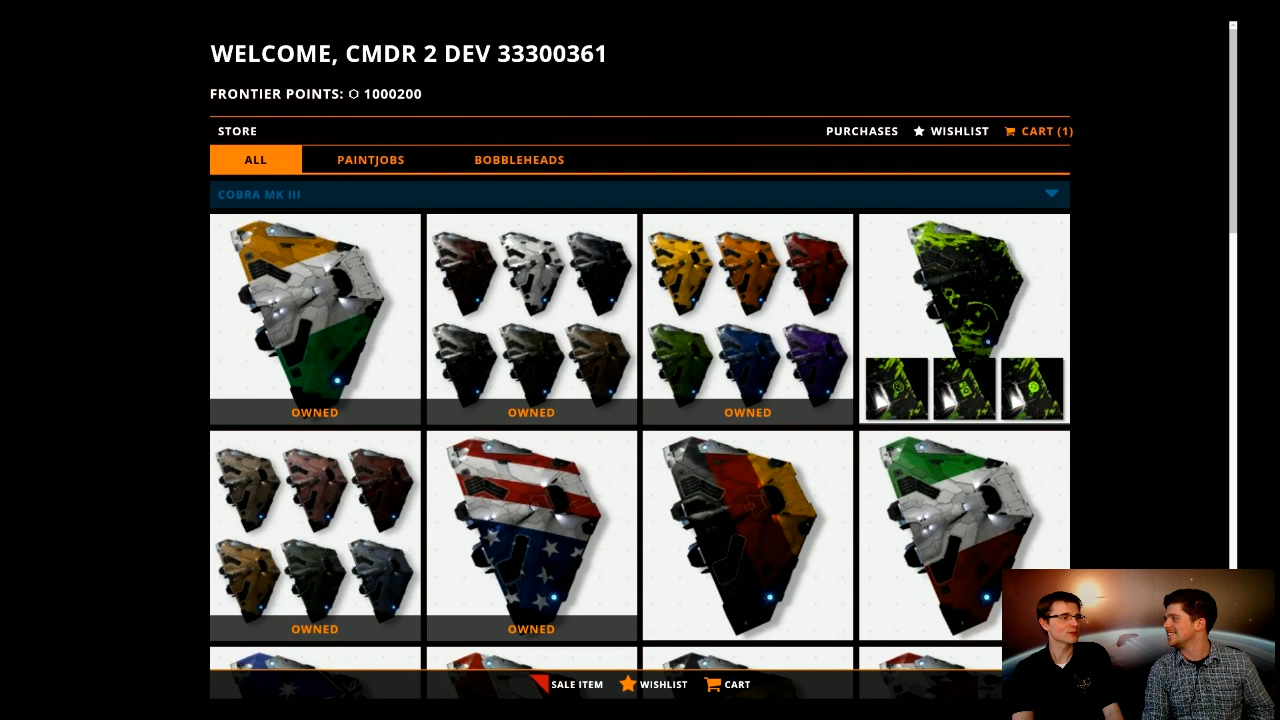 WELCOME, CMDR 2 DEV 33300361
FRONTIER POINTS: 1000200
STORE
PURCHASES
WISHLIST
CART (1)
ALL
PAINTJOBS
BOBBLEHEADS
COBRA MK III
OWNED
OWNED
OWNED
OWNED
OWNED
SALE ITEM
WISHLIST
CART